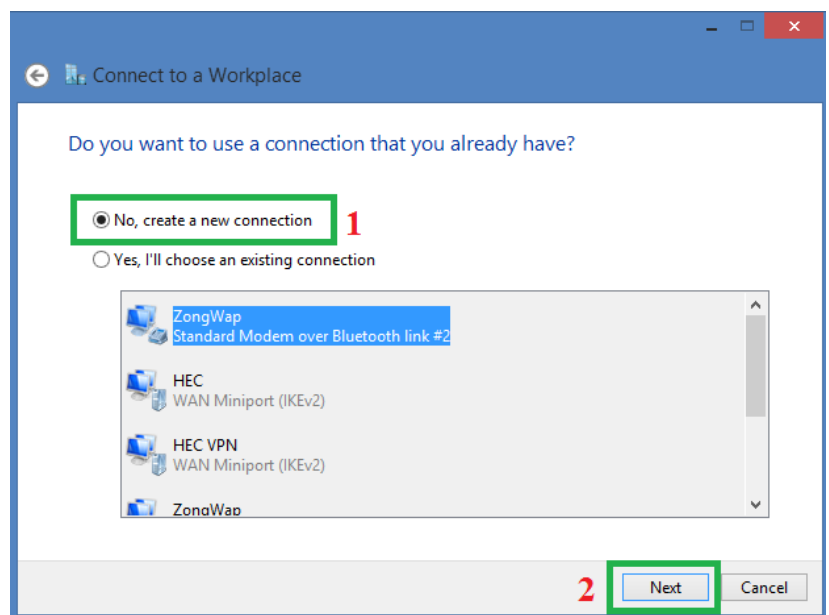 Connect to a Workplace
Do you want to use a connection that you already have?
No, create a new connection 1
Yes, I'll choose an existing connection
ZongWap
Standard Modem over Bluetooth link #2
HEC
WAN Miniport (IKEv2)
HEC VPN
WAN Miniport (IKEv2)
ZongWap
2 Next Cancel